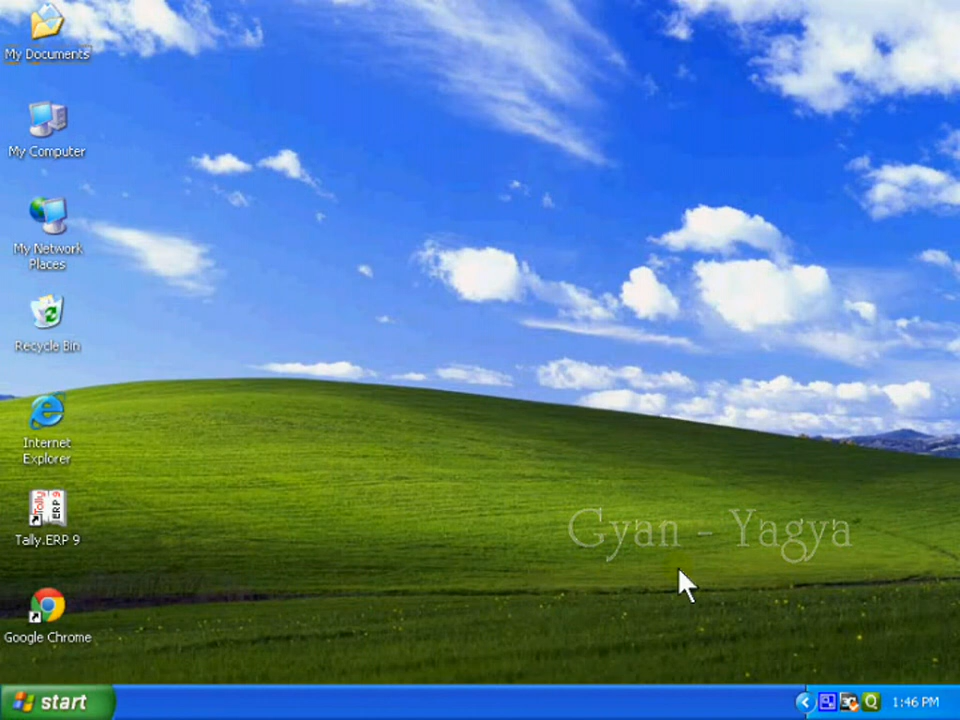 My Documents
My Computer
My Network
Places
Recycle Bin
Internet
Explorer
Tally.ERP 9
Google Chrome
Gyan - Yagya
start
1:46 PM